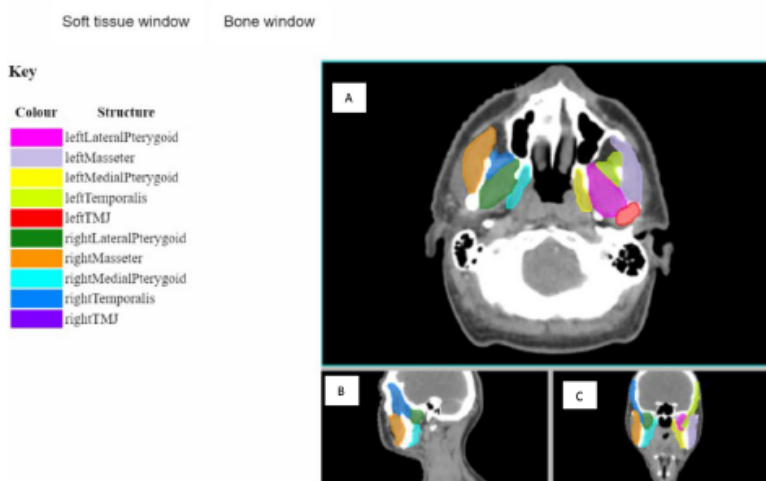 Soft tissue window Bone window
Key
Colour Structure
leftLateralPterygoid
leftMasseter
leftMedialPterygoid
leftTemporalis
leftTMJ
rightLateralPterygoid
rightMasseter
rightMedialPterygoid
rightTemporalis
rightTMJ
A
B
C